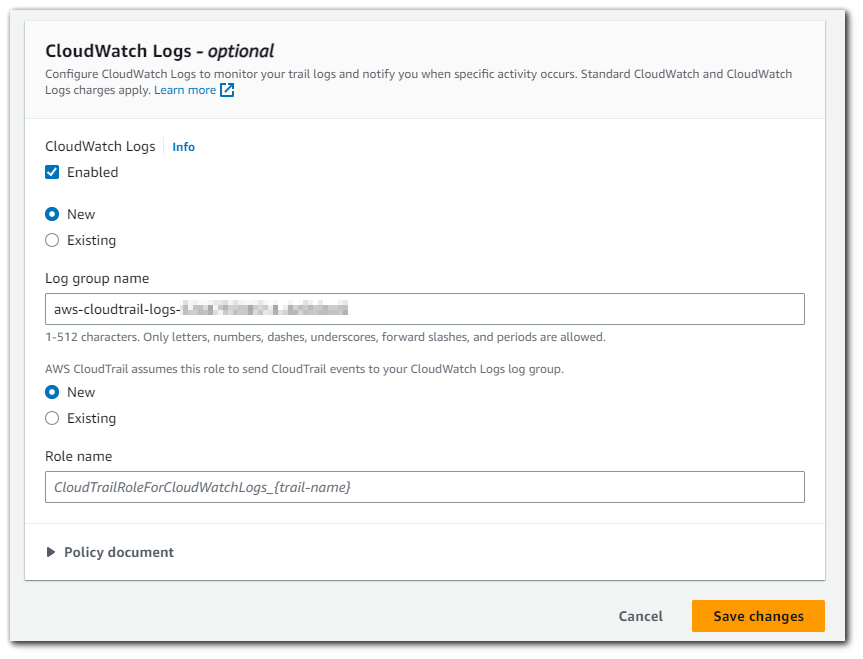 CloudWatch Logs - optional
Configure CloudWatch Logs to monitor your trail logs and notify you when specific activity occurs. Standard CloudWatch and CloudWatch
Logs charges apply. Learn more
CloudWatch Logs Info
Enabled
New
Existing
Log group name
aws-cloudtrail-logs-
1-512 characters. Only letters, numbers, dashes, underscores, forward slashes, and periods are allowed.
AWS CloudTrail assumes this role to send CloudTrail events to your CloudWatch Logs log group.
New
Existing
Role name
CloudTrailRoleForCloudWatchLogs_{trail-name}
Policy document
Cancel Save changes